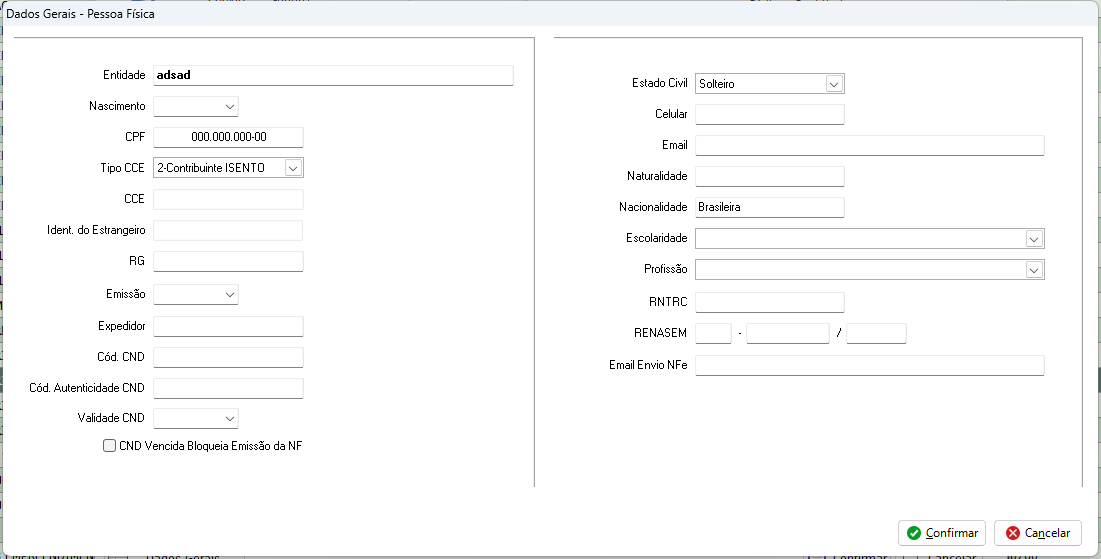 Dados Gerais - Pessoa Física
Entidade adsad
Nascimento
CPF 000.000.000-00
Tipo CCE 2-Contribuinte ISENTO
CCE
Ident. do Estrangeiro
RG
Emissão
Expedidor
Cód. CND
Cód. Autenticidade CND
Validade CND
CND Vencida Bloqueia Emissão da NF
Estado Civil Solteiro
Celular
Email
Naturalidade
Nacionalidade Brasileira
Escolaridade
Profissão
RNTRC
RENASEM - /
Email Envio NFe
Confirmar Cancelar